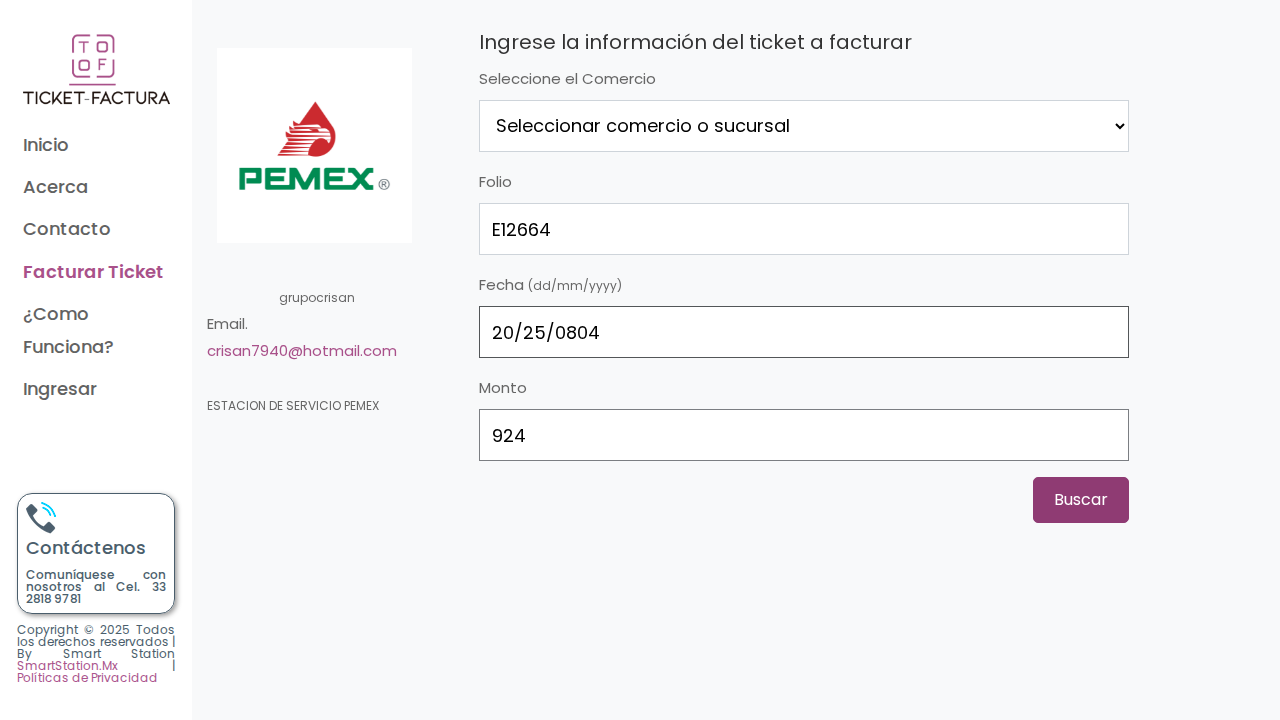 TO
OF
TICKET-FACTURA
Inicio
Acerca
Contacto
Facturar Ticket
¿Como
Funciona?
Ingresar
Contáctenos
Comuníquese con
nosotros al Cel. 33
2818 9781
Copyright © 2025 Todos
los derechos reservados |
By Smart Station
SmartStation.Mx |
Políticas de Privacidad
PEMEX®
grupocrisan
Email.
crisan7940@hotmail.com
ESTACION DE SERVICIO PEMEX
Ingrese la información del ticket a facturar
Seleccione el Comercio
Seleccionar comercio o sucursal
Folio
E12664
Fecha (dd/mm/yyyy)
20/25/0804
Monto
924
Buscar